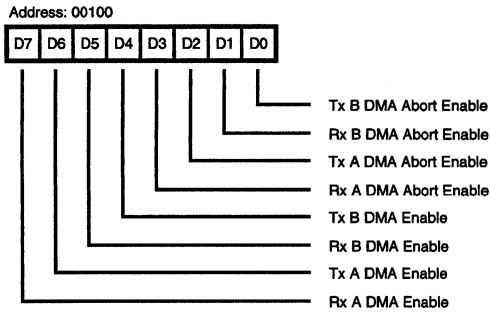 Address: 00100
D7 D6 D5 D4 D3 D2 D1 D0
Tx B DMA Abort Enable
Rx B DMA Abort Enable
Tx A DMA Abort Enable
Rx A DMA Abort Enable
Tx B DMA Enable
Rx B DMA Enable
Tx A DMA Enable
Rx A DMA Enable